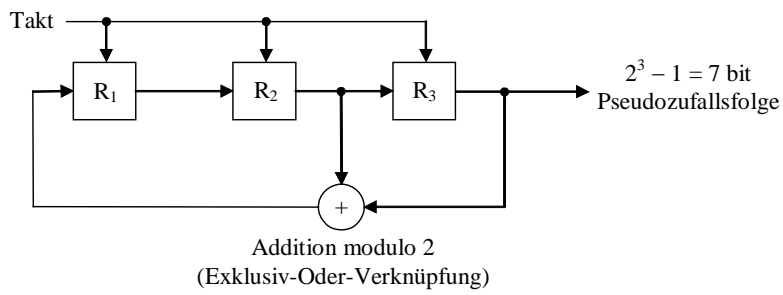 Takt
R₁
R₂
R₃
2³ – 1 = 7 bit
Pseudozufallsfolge
+
Addition modulo 2
(Exklusiv-Oder-Verknüpfung)